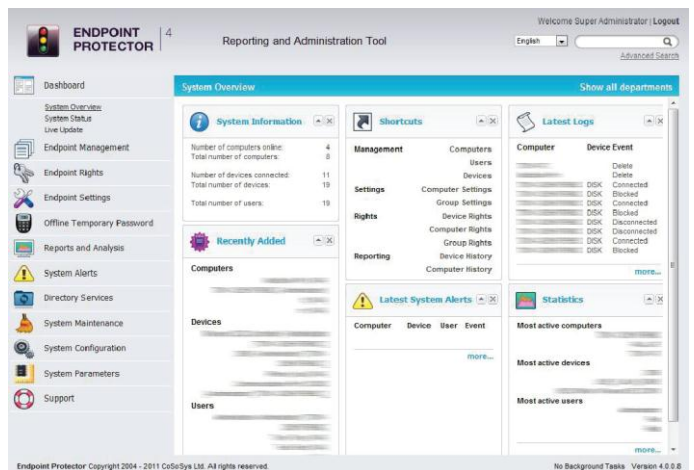 Welcome Super Administrator | Logout
ENDPOINT PROTECTOR 4
Reporting and Administration Tool
English
Advanced Search
Dashboard
System Overview
System Status
Live Update
Endpoint Management
Endpoint Rights
Endpoint Settings
Offline Temporary Password
Reports and Analysis
System Alerts
Directory Services
System Maintenance
System Configuration
System Parameters
Support
System Overview Show all departments
System Information
Number of computers online: 4
Total number of computers: 8
Number of devices connected: 11
Total number of devices: 19
Total number of users: 19
Recently Added
Computers
Devices
Users
Shortcuts
Management Computers
Users
Devices
Settings Computer Settings
Group Settings
Rights Device Rights
Computer Rights
Group Rights
Reporting Device History
Computer History
Latest System Alerts
Computer Device User Event
more...
Latest Logs
Computer Device Event
Delete
Delete
DISK Connected
DISK Blocked
DISK Connected
DISK Blocked
DISK Disconnected
DISK Disconnected
DISK Connected
DISK Blocked
more...
Statistics
Most active computers
Most active devices
Most active users
more...
Endpoint Protector Copyright 2004 - 2011 CoSoSys Ltd. All rights reserved.
No Background Tasks Version 4.0.0.8